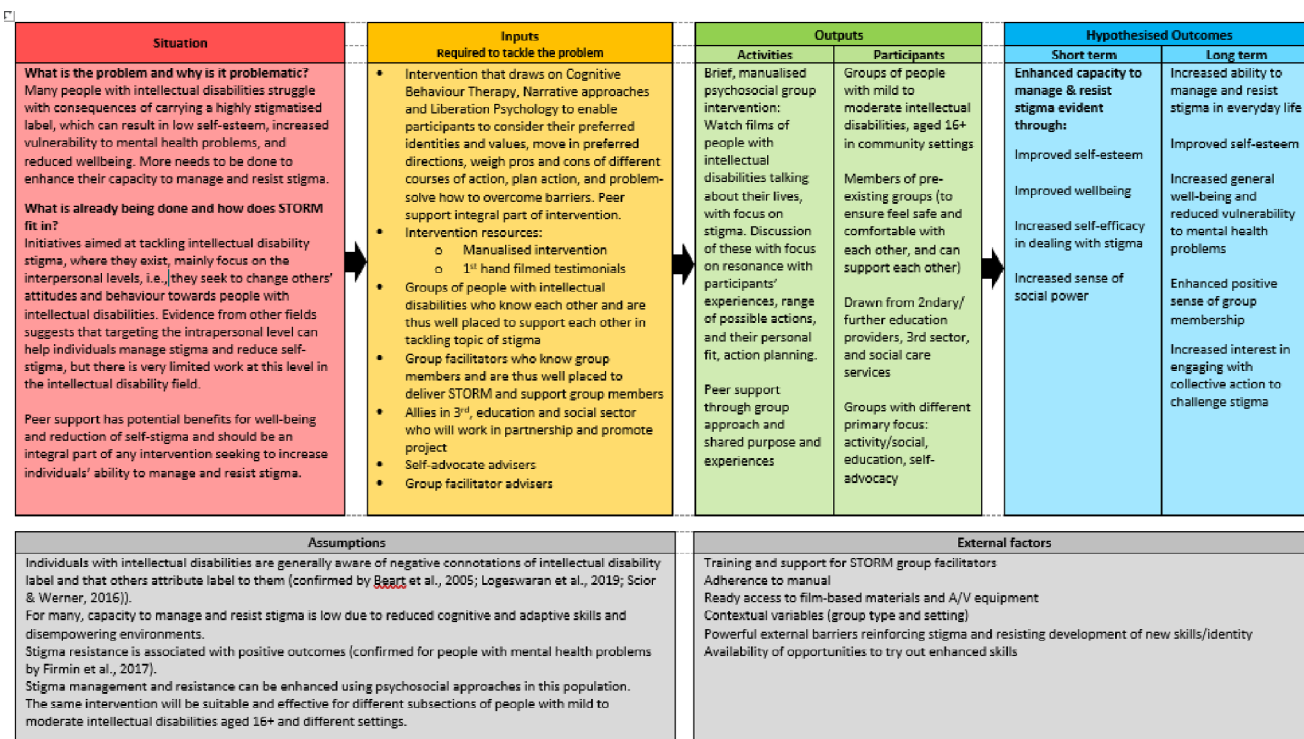 Situation
What is the problem and why is it problematic?
Many people with intellectual disabilities struggle
with consequences of carrying a highly stigmatised
label, which can result in low self-esteem, increased
vulnerability to mental health problems, and
reduced wellbeing. More needs to be done to
enhance their capacity to manage and resist stigma.
What is already being done and how does STORM
fit in?
Initiatives aimed at tackling intellectual disability
stigma, where they exist, mainly focus on the
interpersonal levels, i.e., they seek to change others'
attitudes and behaviour towards people with
intellectual disabilities. Evidence from other fields
suggests that targeting the intrapersonal level can
help individuals manage stigma and reduce self-
stigma, but there is very limited work at this level in
the intellectual disability field.
Peer support has potential benefits for well-being
and reduction of self-stigma and should be an
integral part of any intervention seeking to increase
individuals' ability to manage and resist stigma.
Inputs
Required to tackle the problem
• Intervention that draws on Cognitive
Behaviour Therapy, Narrative approaches
and Liberation Psychology to enable
participants to consider their preferred
identities and values, move in preferred
directions, weigh pros and cons of different
courses of action, plan action, and problem-
solve how to overcome barriers. Peer
support integral part of intervention.
• Intervention resources:
o Manualised intervention
o 1st hand filmed testimonials
• Groups of people with intellectual
disabilities who know each other and are
thus well placed to support each other in
tackling topic of stigma
• Group facilitators who know group
members and are thus well placed to
deliver STORM and support group members
• Allies in 3rd, education and social sector
who will work in partnership and promote
project
• Self-advocate advisers
• Group facilitator advisers
Outputs
Activities
Brief, manualised
psychosocial group
intervention:
Watch films of
people with
intellectual
disabilities talking
about their lives,
with focus on
stigma. Discussion
of these with focus
on resonance with
participants'
experiences, range
of possible actions,
and their personal
fit, action planning.
Peer support
through group
approach and
shared purpose and
experiences
Participants
Groups of people
with mild to
moderate intellectual
disabilities, aged 16+
in community settings
Members of pre-
existing groups (to
ensure feel safe and
comfortable with
each other, and can
support each other)
Drawn from 2ndary/
further education
providers, 3rd sector,
and social care
services
Groups with different
primary focus:
activity/social,
education, self-
advocacy
Hypothesised Outcomes
Short term
Enhanced capacity to
manage & resist
stigma evident
through:
Improved self-esteem
Improved wellbeing
Increased self-efficacy
in dealing with stigma
Increased sense of
social power
Long term
Increased ability to
manage and resist
stigma in everyday life
Improved self-esteem
Increased general
well-being and
reduced vulnerability
to mental health
problems
Enhanced positive
sense of group
membership
Increased interest in
engaging with
collective action to
challenge stigma
Assumptions
Individuals with intellectual disabilities are generally aware of negative connotations of intellectual disability
label and that others attribute label to them (confirmed by Beart et al., 2005; Logeswaran et al., 2019; Scior
& Werner, 2016)).
For many, capacity to manage and resist stigma is low due to reduced cognitive and adaptive skills and
disempowering environments.
Stigma resistance is associated with positive outcomes (confirmed for people with mental health problems
by Firmin et al., 2017).
Stigma management and resistance can be enhanced using psychosocial approaches in this population.
The same intervention will be suitable and effective for different subsections of people with mild to
moderate intellectual disabilities aged 16+ and different settings.
External factors
Training and support for STORM group facilitators
Adherence to manual
Ready access to film-based materials and A/V equipment
Contextual variables (group type and setting)
Powerful external barriers reinforcing stigma and resisting development of new skills/identity
Availability of opportunities to try out enhanced skills